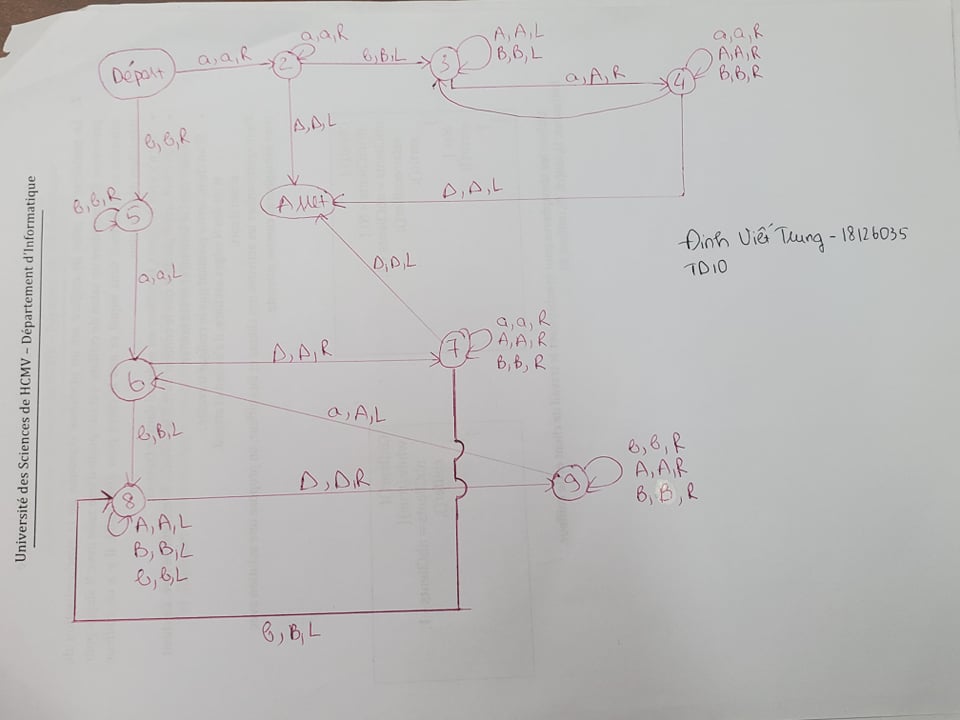 Départ
a,a,R
2
a,a,R
b,B,L
3
A,A,L
B,B,L
a,A,R
4
a,a,R
A,A,R
B,B,R
b,b,R
Δ,Δ,L
Arrêt
Δ,Δ,L
b,b,R
5
Đinh Viết Trung - 18126035
TD10
a,a,L
Δ,Δ,L
6
Δ,Δ,R
7
a,a,R
A,A,R
B,B,R
a,A,L
b,B,L
8
Δ,Δ,R
9
b,b,R
A,A,R
B,B,R
A,A,L
B,B,L
b,b,L
b,B,L
Université des Sciences de HCMV – Département d'Informatique